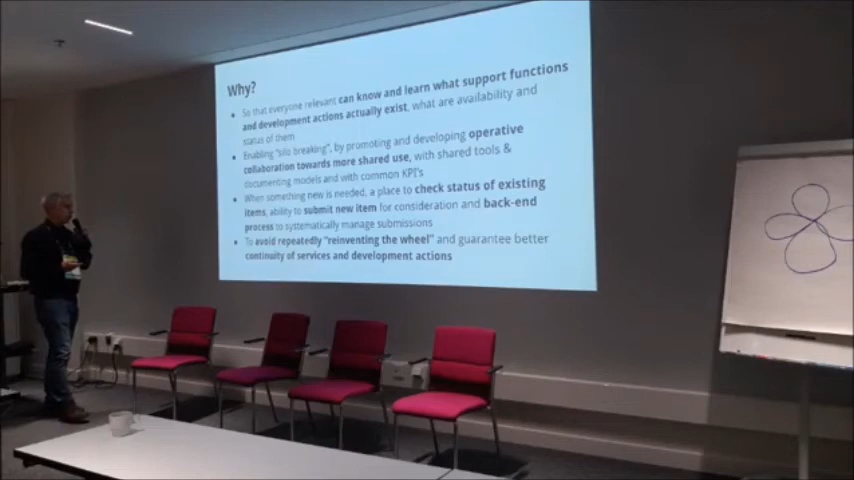 Why?
• So that everyone relevant can know and learn what support functions
and development actions actually exist, what are availability and
status of them
• Enabling "silo breaking", by promoting and developing operative
collaboration towards more shared use, with shared tools &
documenting models and with common KPI's
• When something new is needed, a place to check status of existing
items, ability to submit new item for consideration and back-end
process to systematically manage submissions
• To avoid repeatedly "reinventing the wheel" and guarantee better
continuity of services and development actions